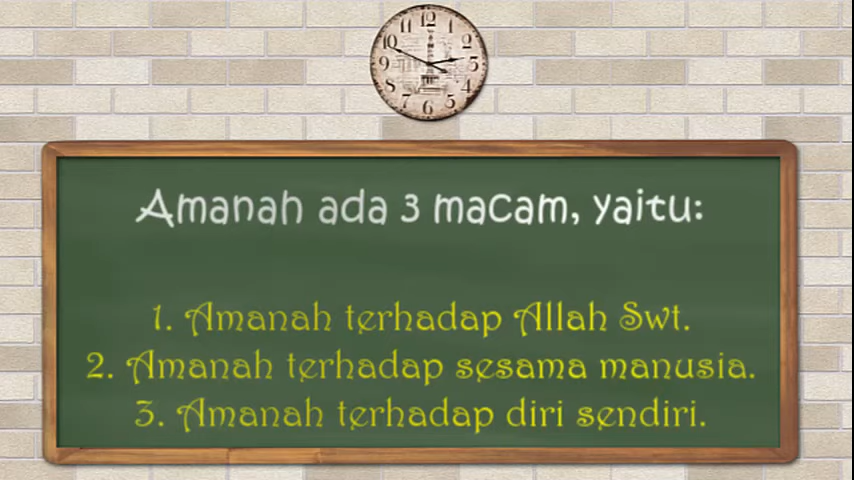 Amanah ada 3 macam, yaitu:
1. Amanah terhadap Allah Swt.
2. Amanah terhadap sesama manusia.
3. Amanah terhadap diri sendiri.